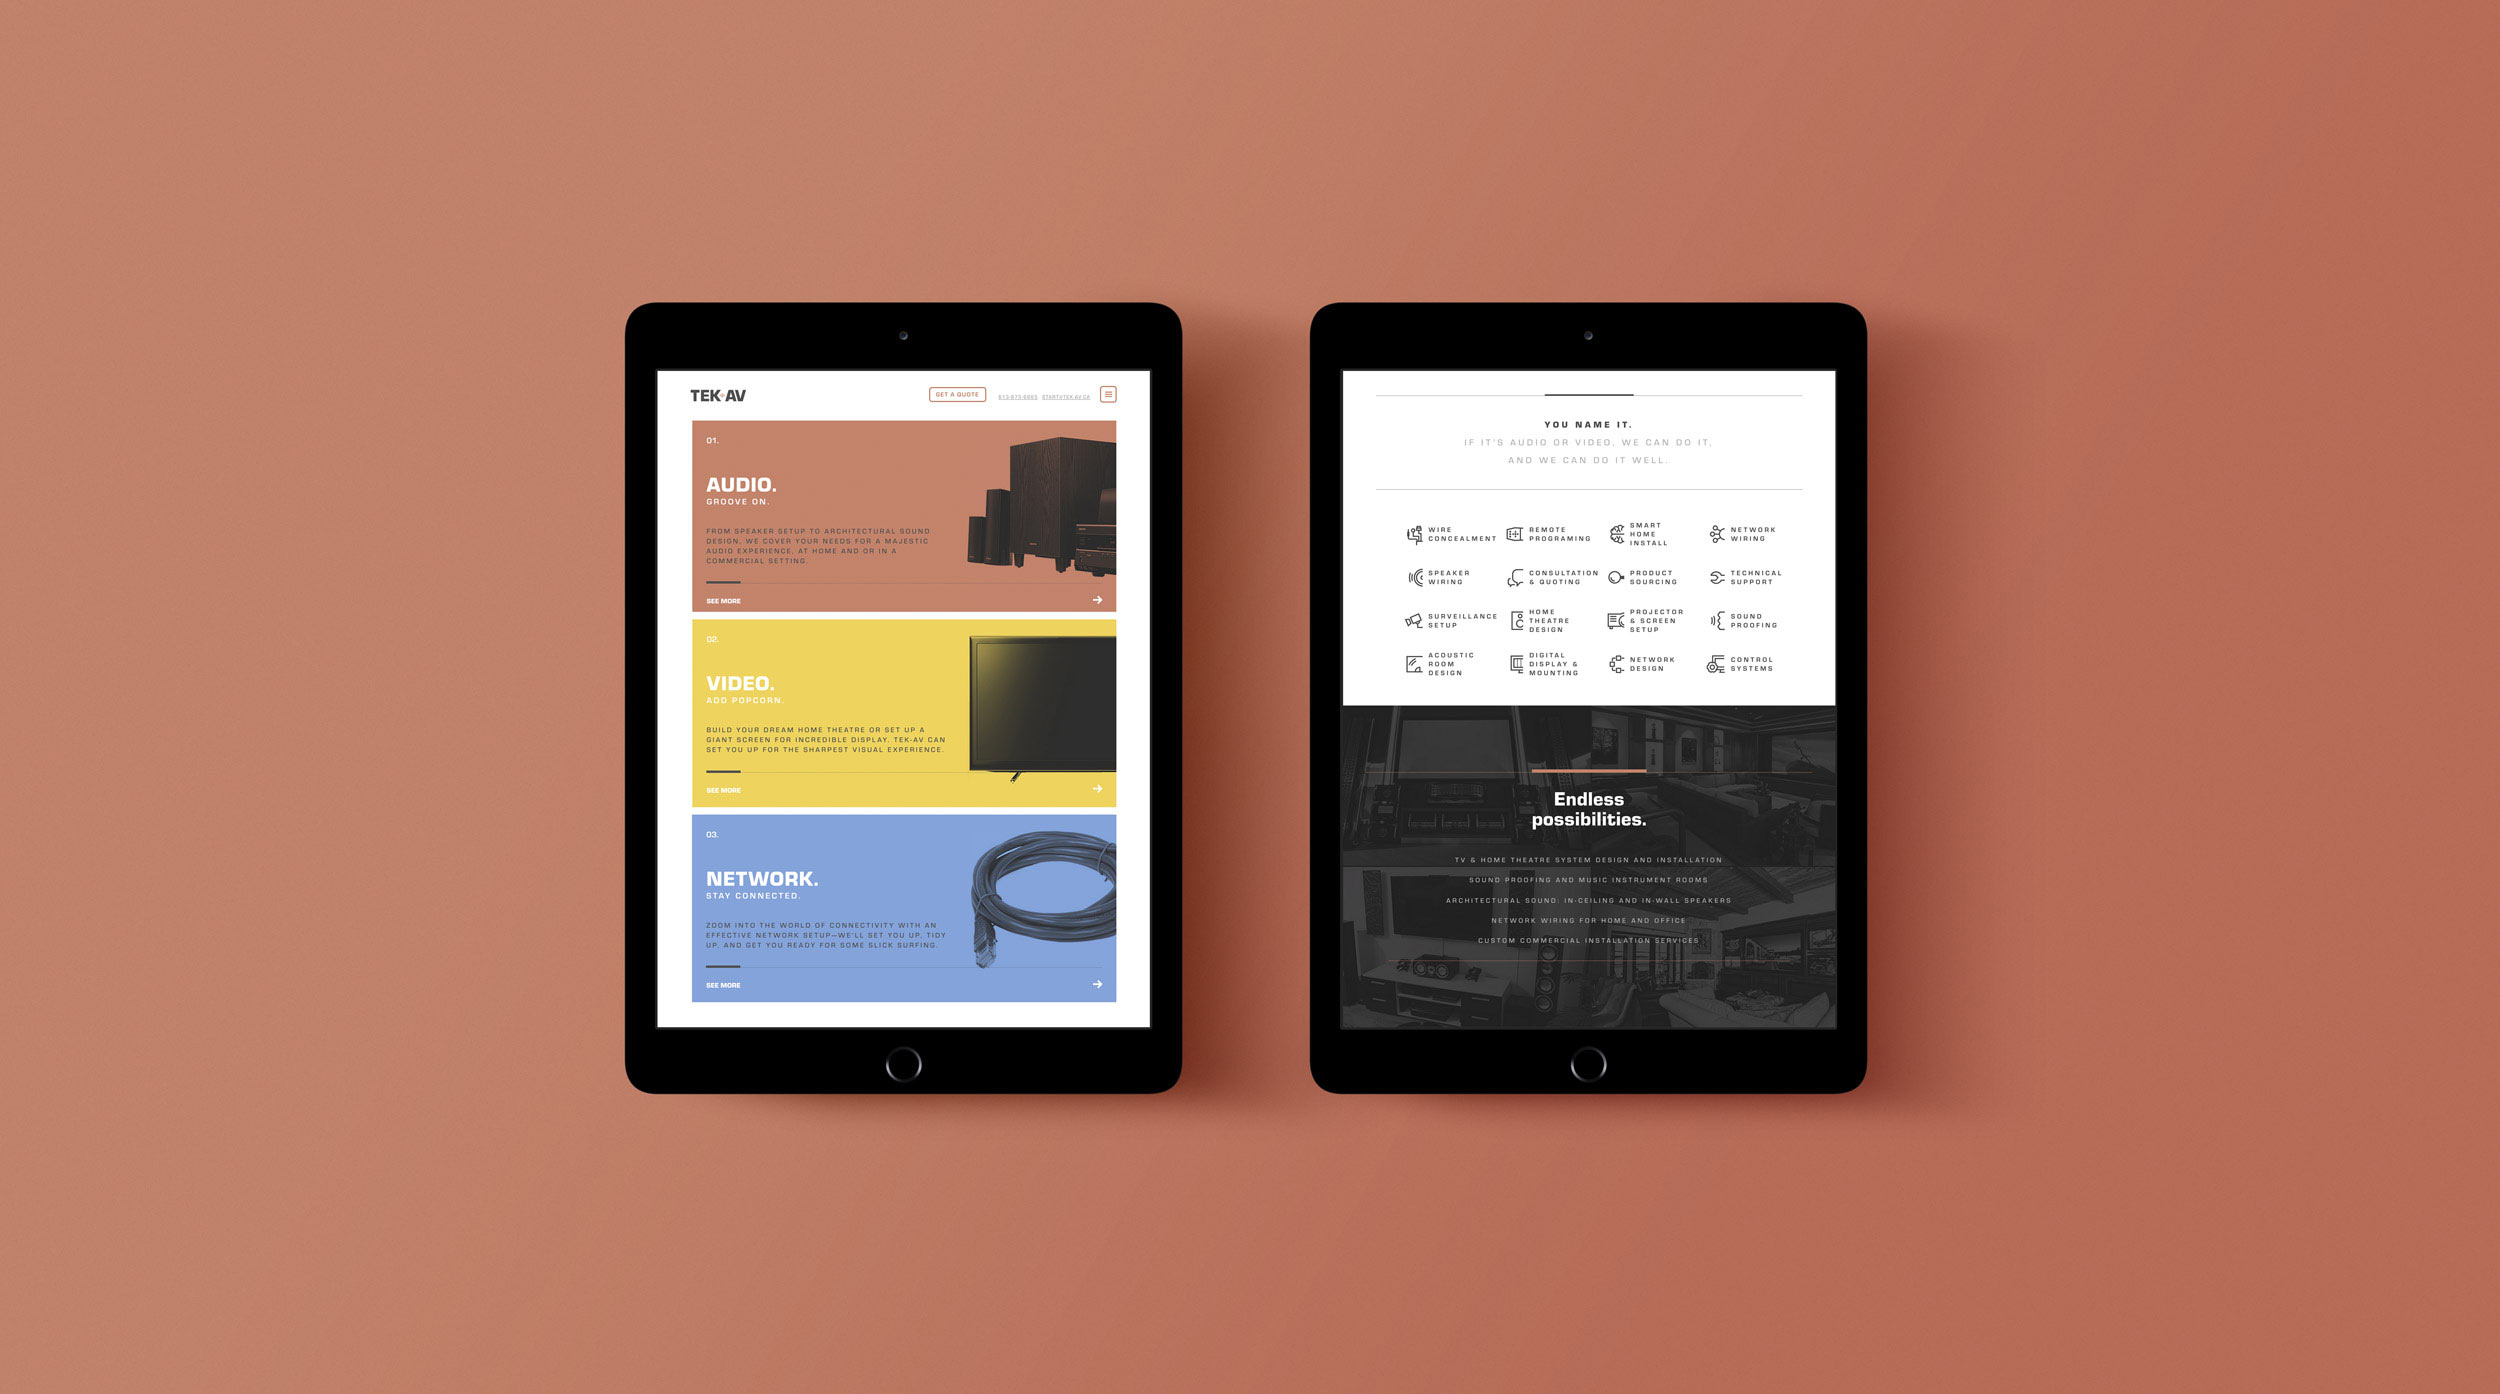 TEK-AV
GET A QUOTE
START@TEK-AV.CA
01.
AUDIO.
GROOVE ON.
FROM SPEAKER SETUP TO ARCHITECTURAL SOUND
DESIGN, WE COVER YOUR NEEDS FOR A MAJESTIC
AUDIO EXPERIENCE, AT HOME AND OR IN A
COMMERCIAL SETTING.
SEE MORE
02.
VIDEO.
ADD POPCORN.
BUILD YOUR DREAM HOME THEATRE OR SET UP A
GIANT SCREEN FOR INCREDIBLE DISPLAY. TEK-AV CAN
SET YOU UP FOR THE SHARPEST VISUAL EXPERIENCE.
SEE MORE
03.
NETWORK.
STAY CONNECTED.
ZOOM INTO THE WORLD OF CONNECTIVITY WITH AN
EFFECTIVE NETWORK SETUP—WE'LL SET YOU UP, TIDY
UP, AND GET YOU READY FOR SOME SLICK SURFING.
SEE MORE
YOU NAME IT.
IF IT'S AUDIO OR VIDEO, WE CAN DO IT,
AND WE CAN DO IT WELL.
WIRE
CONCEALMENT
REMOTE
PROGRAMING
SMART
HOME
INSTALL
NETWORK
WIRING
SPEAKER
WIRING
CONSULTATION
& QUOTING
PRODUCT
SOURCING
TECHNICAL
SUPPORT
SURVEILLANCE
SETUP
HOME
THEATRE
DESIGN
PROJECTOR
& SCREEN
SETUP
SOUND
PROOFING
ACOUSTIC
ROOM
DESIGN
DIGITAL
DISPLAY &
MOUNTING
NETWORK
DESIGN
CONTROL
SYSTEMS
Endless
possibilities.
TV & HOME THEATRE SYSTEM DESIGN AND INSTALLATION
SOUND PROOFING AND MUSIC INSTRUMENT ROOMS
ARCHITECTURAL SOUND: IN-CEILING AND IN-WALL SPEAKERS
NETWORK WIRING FOR HOME AND OFFICE
CUSTOM COMMERCIAL INSTALLATION SERVICES